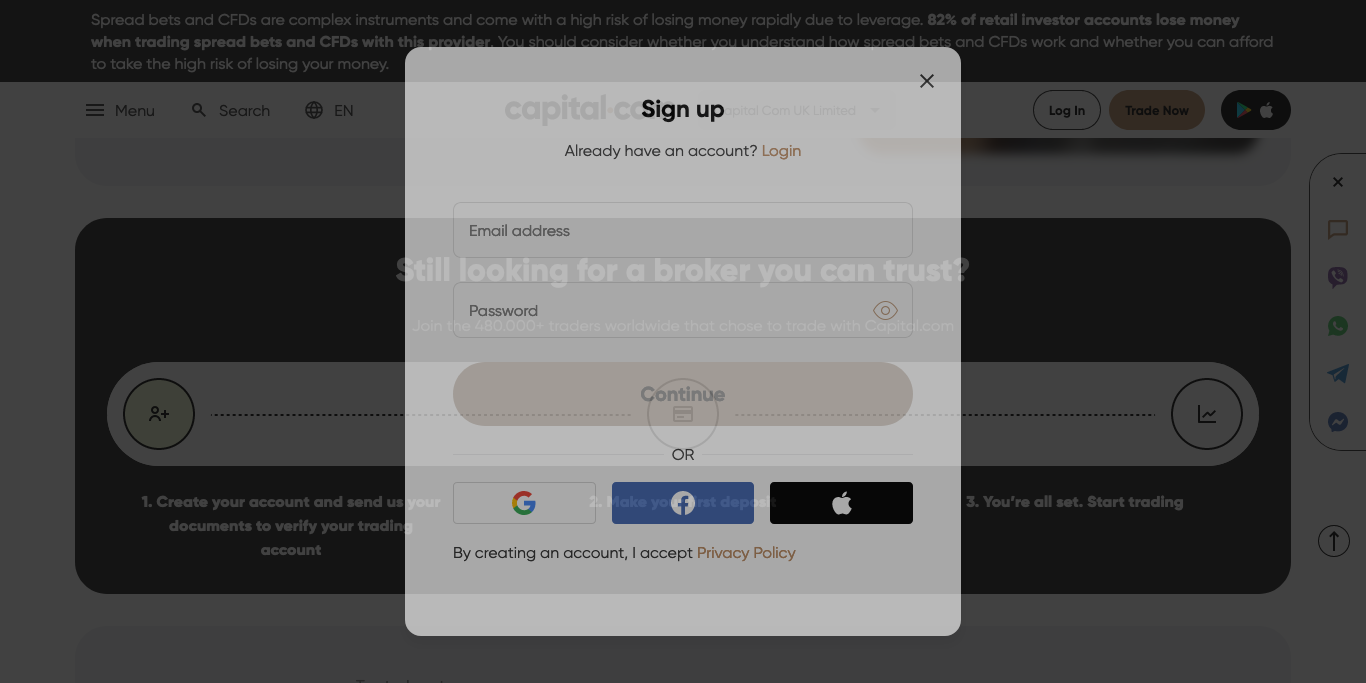 Spread bets and CFDs are complex instruments and come with a high risk of losing money rapidly due to leverage. 82% of retail investor accounts lose money
when trading spread bets and CFDs with this provider. You should consider whether you understand how spread bets and CFDs work and whether you can afford
to take the high risk of losing your money.
Menu
Search
EN
capital
Capital Com UK Limited
Log In
Trade Now
Sign up
Already have an account? Login
Email address
Still looking for a broker you can trust?
Password
Join the 480.000+ traders worldwide that chose to trade with Capital.com
Continue
OR
1. Create your account and send us your
documents to verify your trading
account
2. Make your first deposit
3. You’re all set. Start trading
By creating an account, I accept Privacy Policy